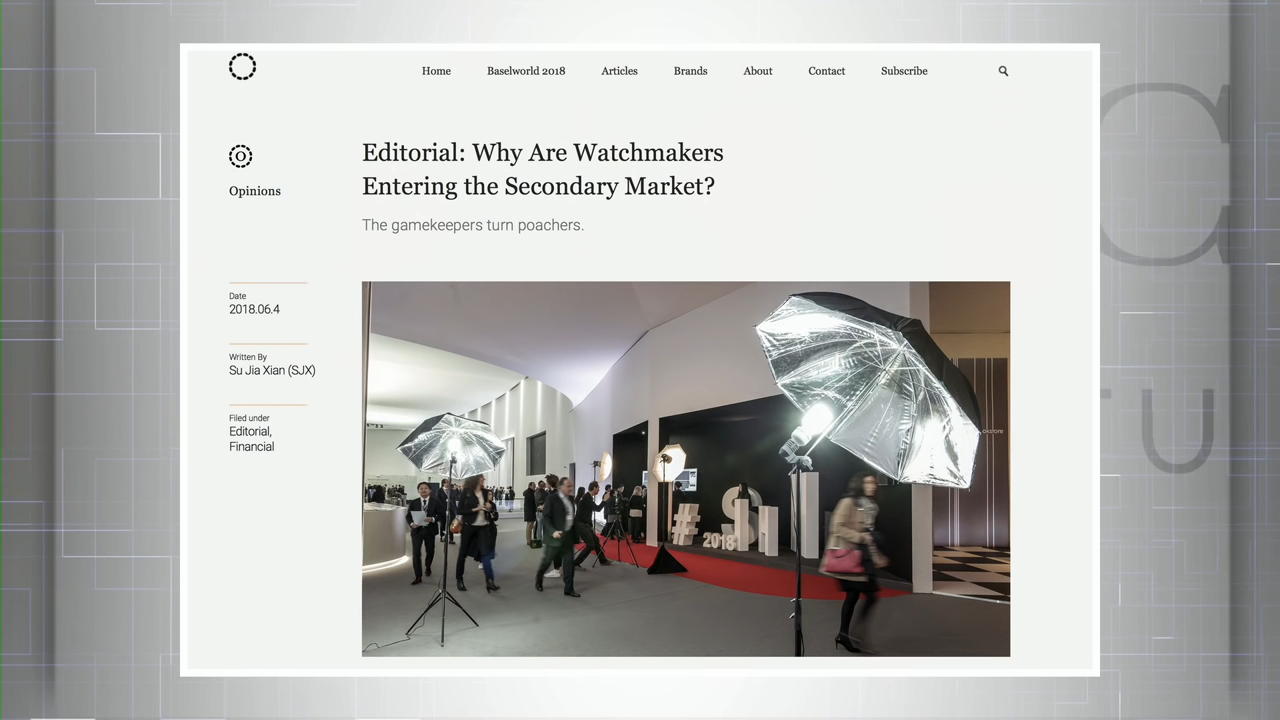 Home Baselworld 2018 Articles Brands About Contact Subscribe
O
Opinions
Editorial: Why Are Watchmakers
Entering the Secondary Market?
The gamekeepers turn poachers.
Date
2018.06.4
Written By
Su Jia Xian (SJX)
Filed under
Editorial,
Financial
# 2018
C
U